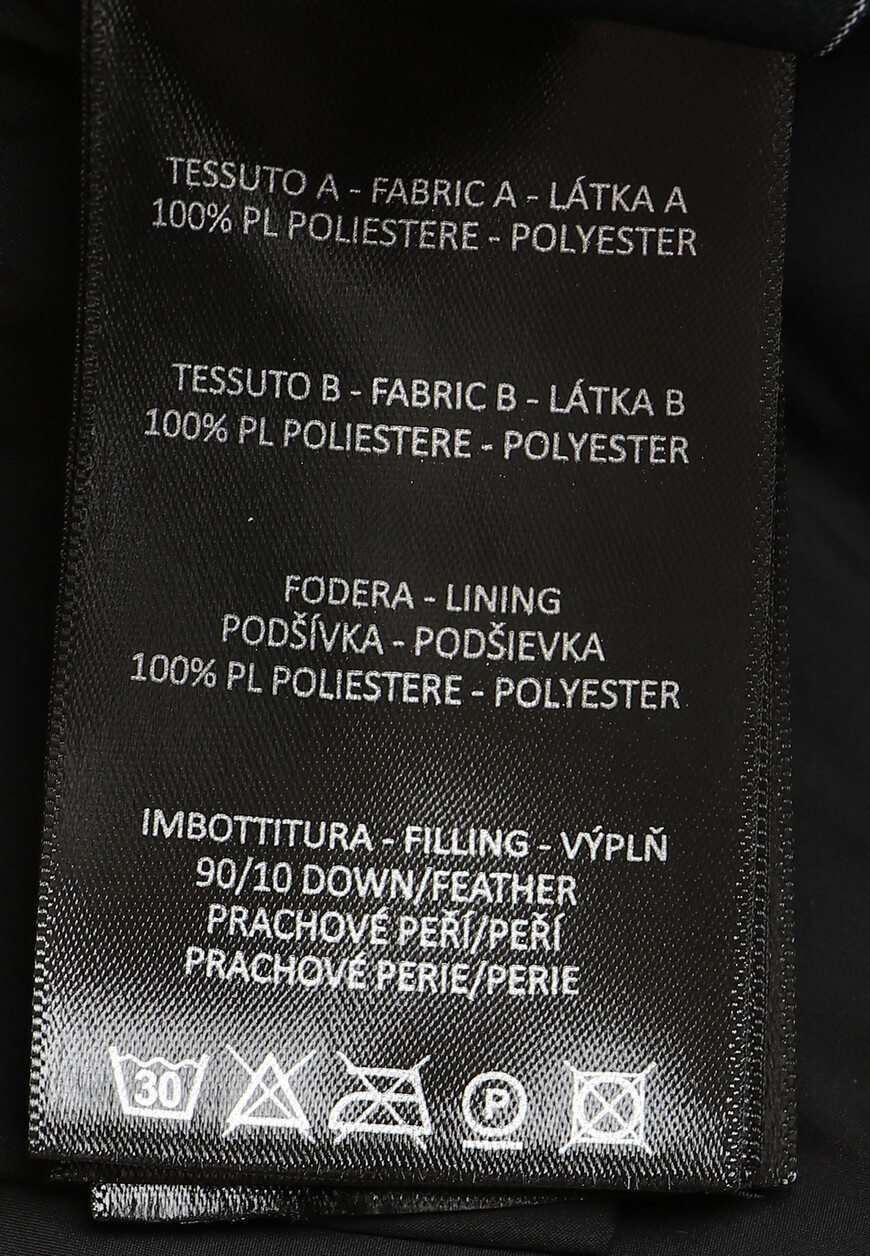 TESSUTO A - FABRIC A - LÁTKA A
100% PL POLIESTERE - POLYESTER
TESSUTO B - FABRIC B - LÁTKA B
100% PL POLIESTERE - POLYESTER
FODERA - LINING
PODŠÍVKA - PODŠIEVKA
100% PL POLIESTERE - POLYESTER
IMBOTTITURA - FILLING - VÝPLŇ
90/10 DOWN/FEATHER
PRACHOVÉ PEŘÍ/PEŘÍ
PRACHOVÉ PERIE/PERIE
30 P